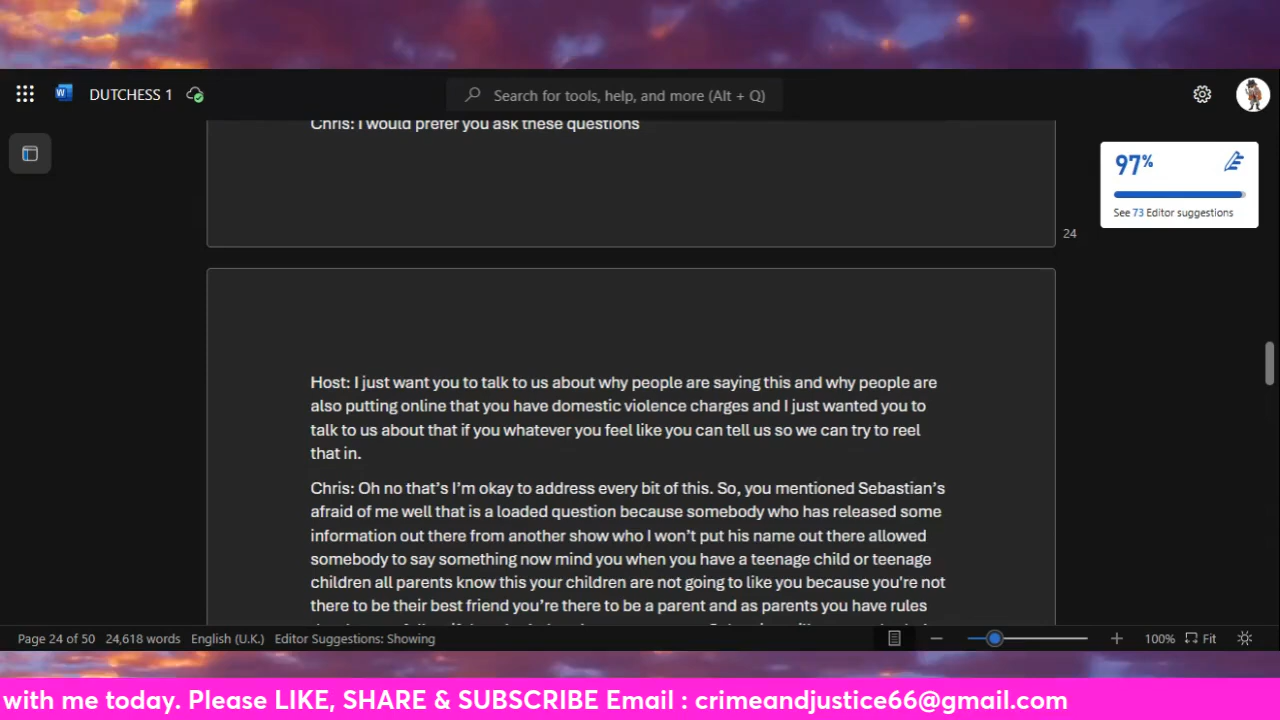 DUTCHESS 1
Search for tools, help, and more (Alt + Q)
Chris: I would prefer you ask these questions
97%
See 73 Editor suggestions
24
Host: I just want you to talk to us about why people are saying this and why people are
also putting online that you have domestic violence charges and I just wanted you to
talk to us about that if you whatever you feel like you can tell us so we can try to reel
that in.
Chris: Oh no that’s I’m okay to address every bit of this. So, you mentioned Sebastian’s
afraid of me well that is a loaded question because somebody who has released some
information out there from another show who I won’t put his name out there allowed
somebody to say something now mind you when you have a teenage child or teenage
children all parents know this your children are not going to like you because you're not
there to be their best friend you’re there to be a parent and as parents you have rules
Page 24 of 50 24,618 words English (U.K.) Editor Suggestions: Showing 100% Fit
with me today. Please LIKE, SHARE & SUBSCRIBE Email : crimeandjustice66@gmail.com